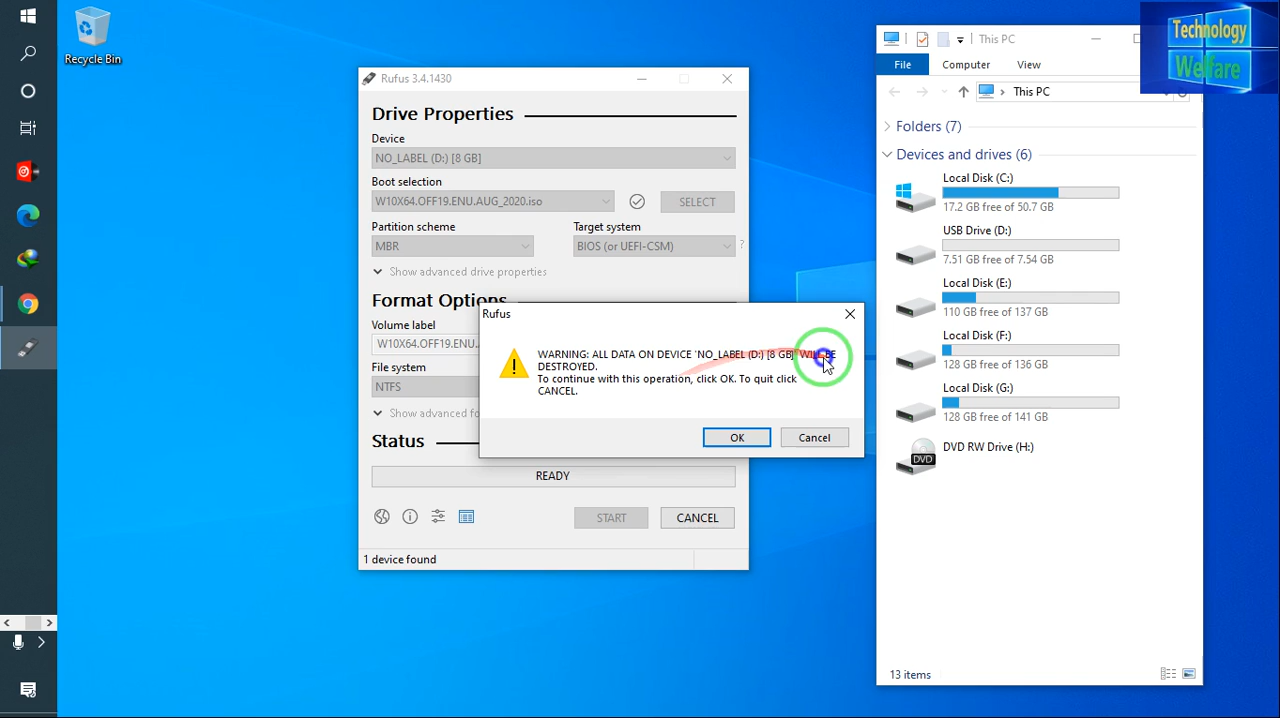 Recycle Bin
Rufus 3.4.1430
Drive Properties
Device
NO_LABEL (D:) [8 GB]
Boot selection
W10X64.OFF19.ENU.AUG_2020.iso
SELECT
Partition scheme
Target system
MBR
BIOS (or UEFI-CSM)
?
Show advanced drive properties
Format Options
Volume label
W10X64.OFF19.ENU.
File system
NTFS
Show advanced fo
Status
READY
START
CANCEL
1 device found
Rufus
WARNING: ALL DATA ON DEVICE 'NO_LABEL (D:) [8 GB]' WILL BE
DESTROYED.
To continue with this operation, click OK. To quit click
CANCEL.
OK
Cancel
This PC
File
Computer
View
This PC
Folders (7)
Devices and drives (6)
Local Disk (C:)
17.2 GB free of 50.7 GB
USB Drive (D:)
7.51 GB free of 7.54 GB
Local Disk (E:)
110 GB free of 137 GB
Local Disk (F:)
128 GB free of 136 GB
Local Disk (G:)
128 GB free of 141 GB
DVD
DVD RW Drive (H:)
13 items
Technology
Welfare